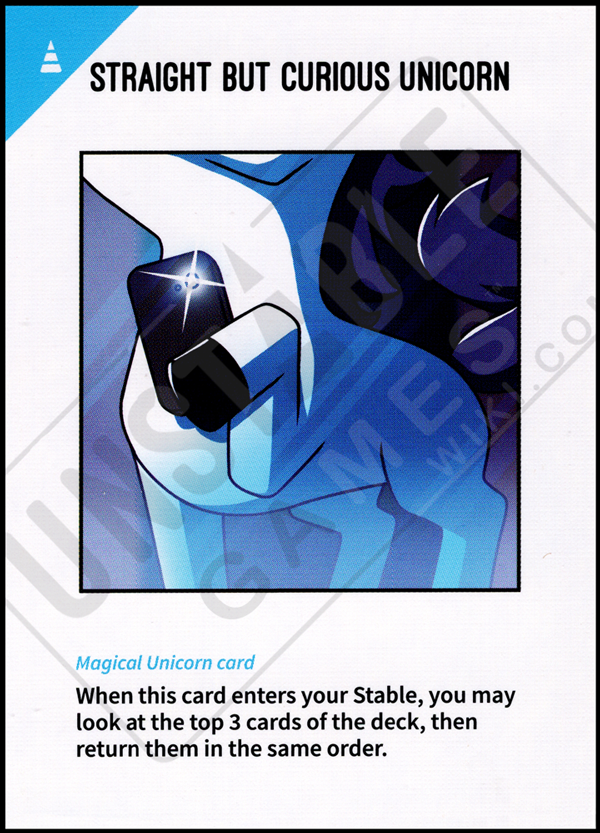 STRAIGHT BUT CURIOUS UNICORN
UNSTABLE
GAMES
WIKI.COM
Magical Unicorn card
When this card enters your Stable, you may
look at the top 3 cards of the deck, then
return them in the same order.